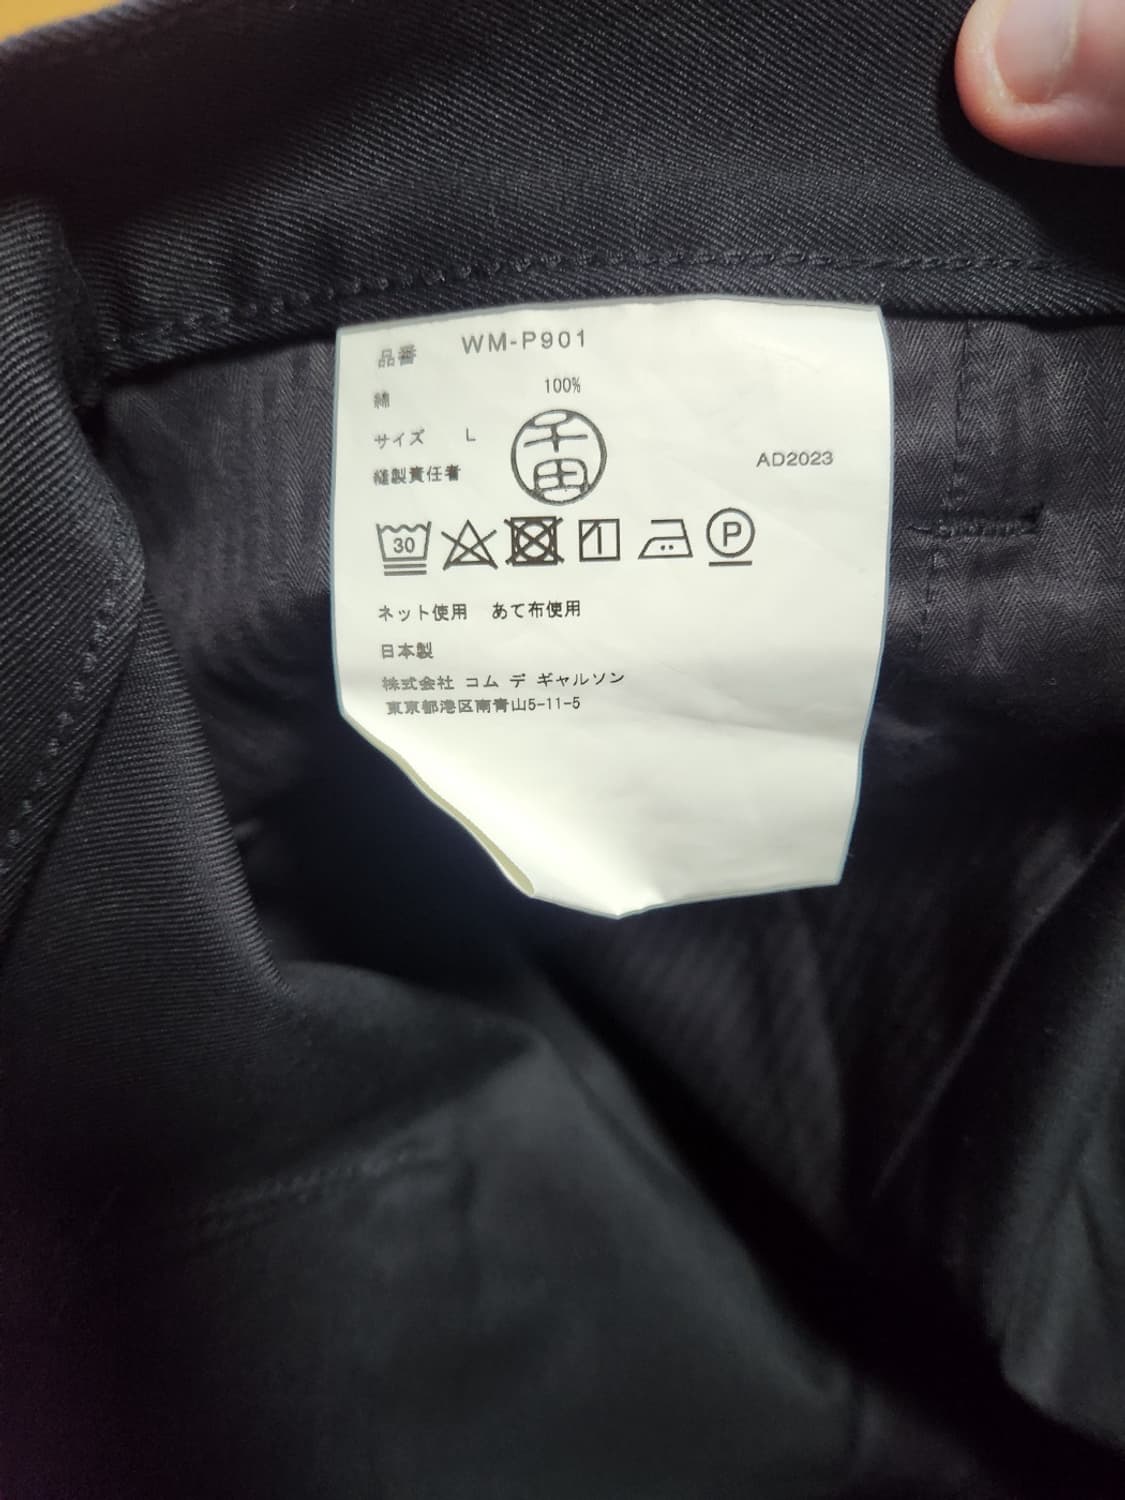 品番 WM-P901
綿 100%
サイズ L
縫製責任者 千田 AD2023
30 P
ネット使用 あて布使用
日本製
株式会社 コム デ ギャルソン
東京都港区南青山5-11-5